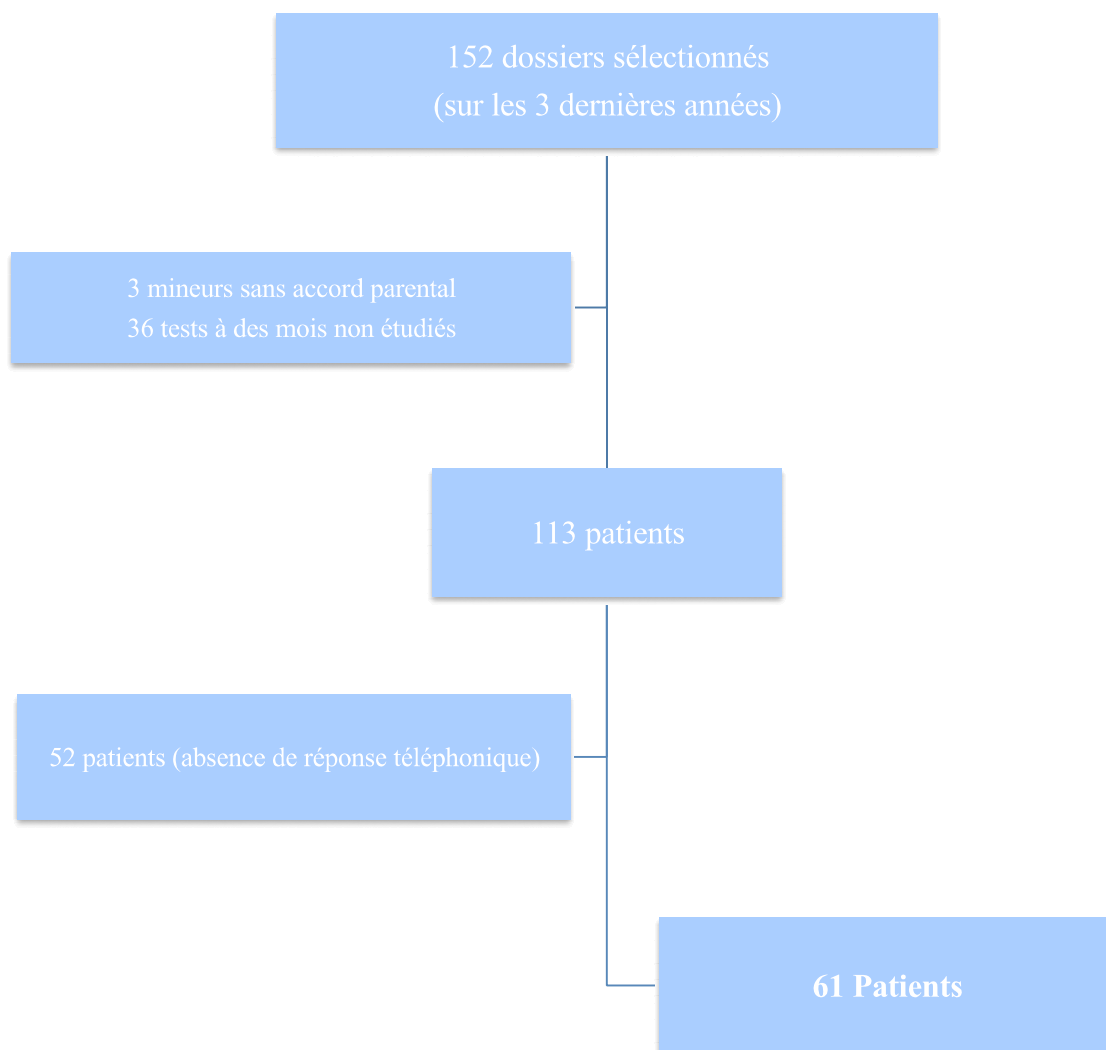 152 dossiers sélectionnés
(sur les 3 dernières années)
3 mineurs sans accord parental
36 tests à des mois non étudiés
113 patients
52 patients (absence de réponse téléphonique)
61 Patients